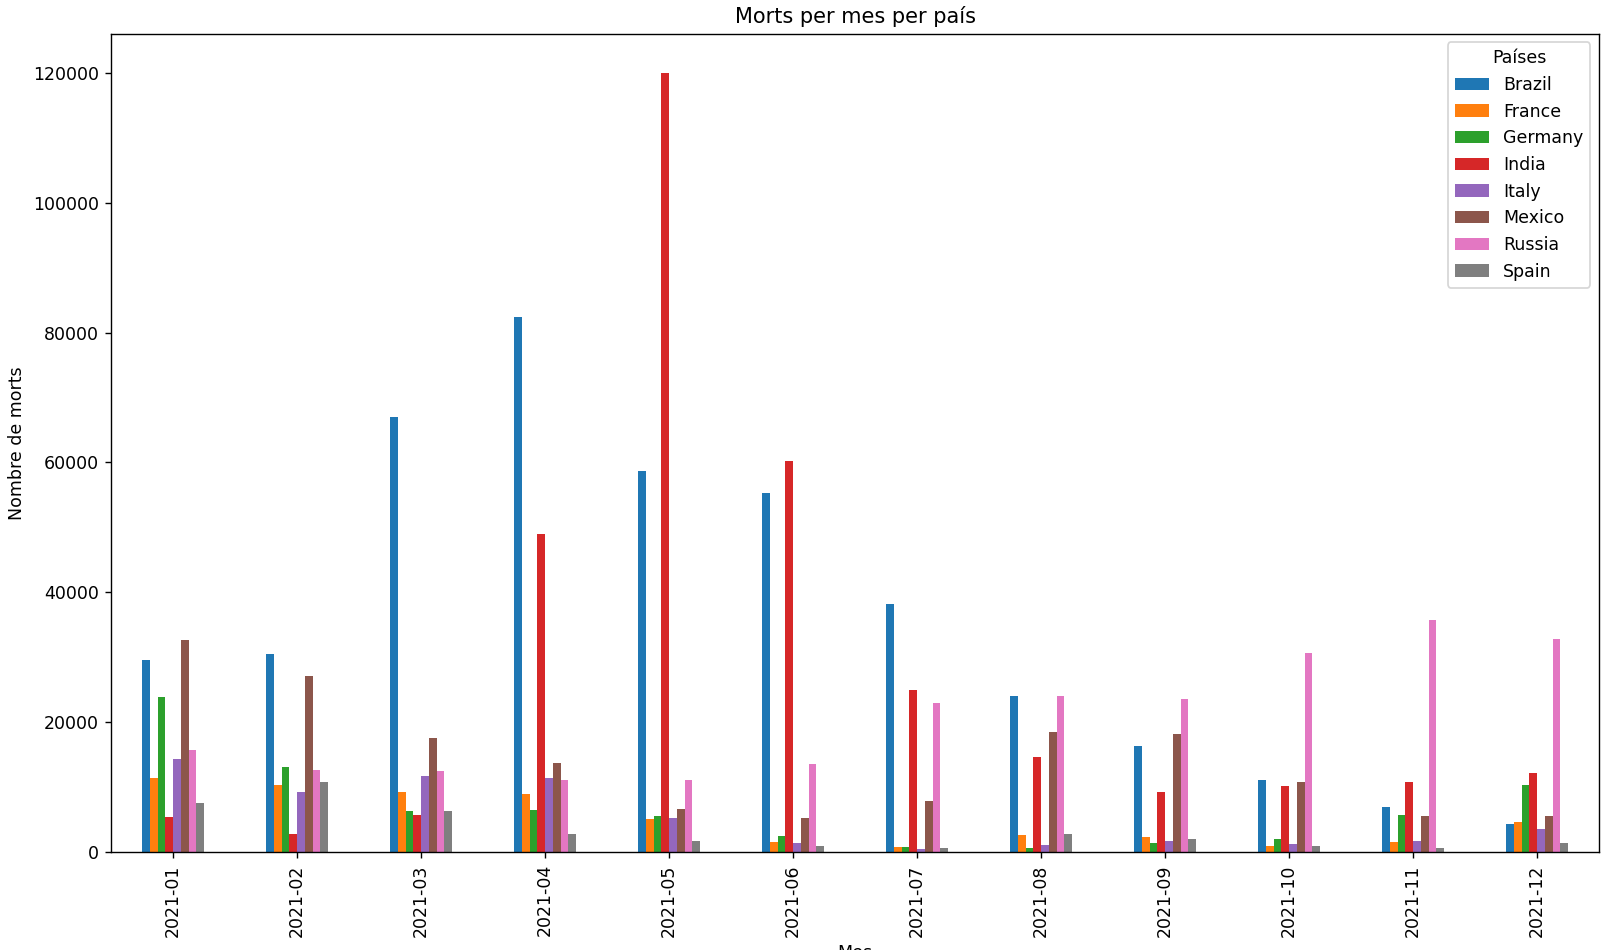 Morts per mes per país
Nombre de morts
120000
100000
80000
60000
40000
20000
0
Països
Brazil
France
Germany
India
Italy
Mexico
Russia
Spain
2021-01
2021-02
2021-03
2021-04
2021-05
2021-06
2021-07
2021-08
2021-09
2021-10
2021-11
2021-12
Mes